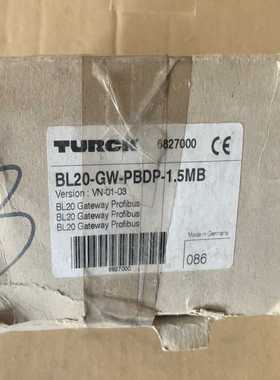 TURCK 6827000 CE
BL20-GW-PBDP-1.5MB
Version : VN-01-03
BL20 Gateway Profibus
BL20 Gateway Profibus
BL20 Gateway Profibus
Made in Germany
086
6827000